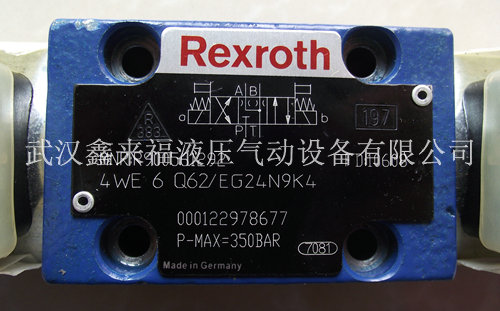 Rexroth
A B
R
383
197
a
b
P T
武汉鑫来福液压气动设备有限公司
4WE 6 Q62/EG24N9K4
000122978677
P-MAX=350BAR
7081
Made in Germany